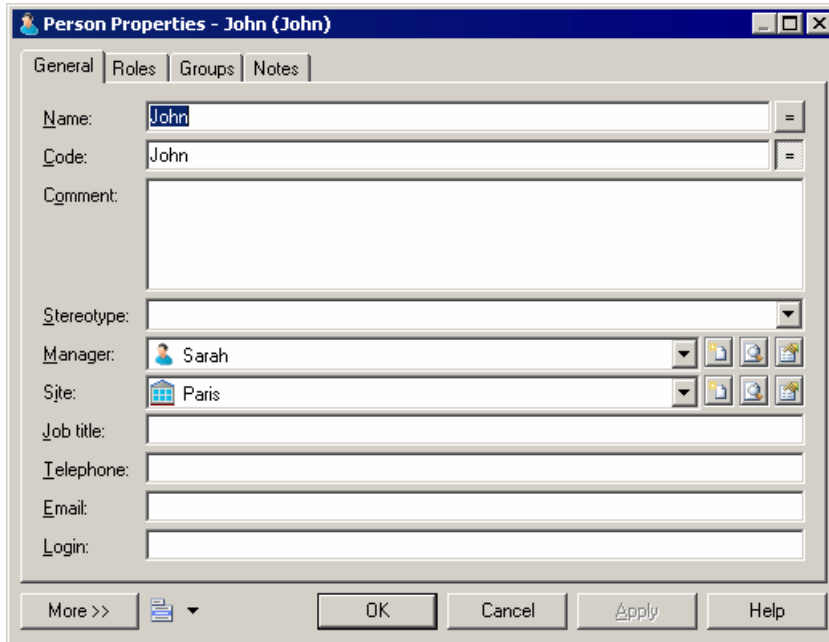 Person Properties - John (John)
General Roles Groups Notes
Name: John =
Code: John =
Comment:
Stereotype:
Manager: Sarah
Site: Paris
Job title:
Telephone:
Email:
Login:
More >> OK Cancel Apply Help